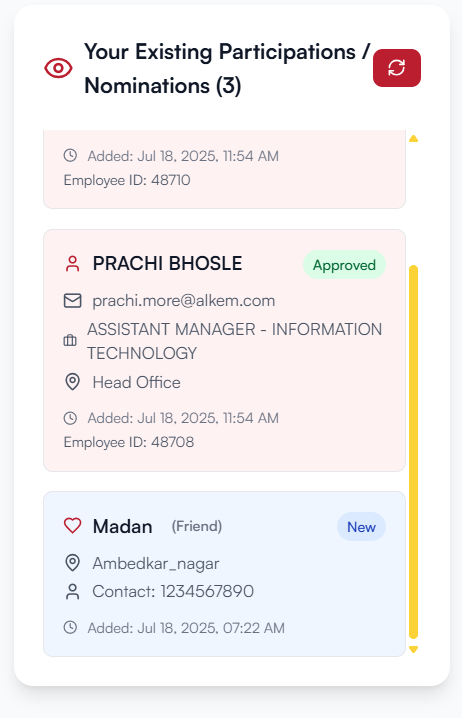 Your Existing Participations /
Nominations (3)
Added: Jul 18, 2025, 11:54 AM
Employee ID: 48710
PRACHI BHOSLE
Approved
prachi.more@alkem.com
ASSISTANT MANAGER - INFORMATION
TECHNOLOGY
Head Office
Added: Jul 18, 2025, 11:54 AM
Employee ID: 48708
Madan (Friend)
New
Ambedkar_nagar
Contact: 1234567890
Added: Jul 18, 2025, 07:22 AM